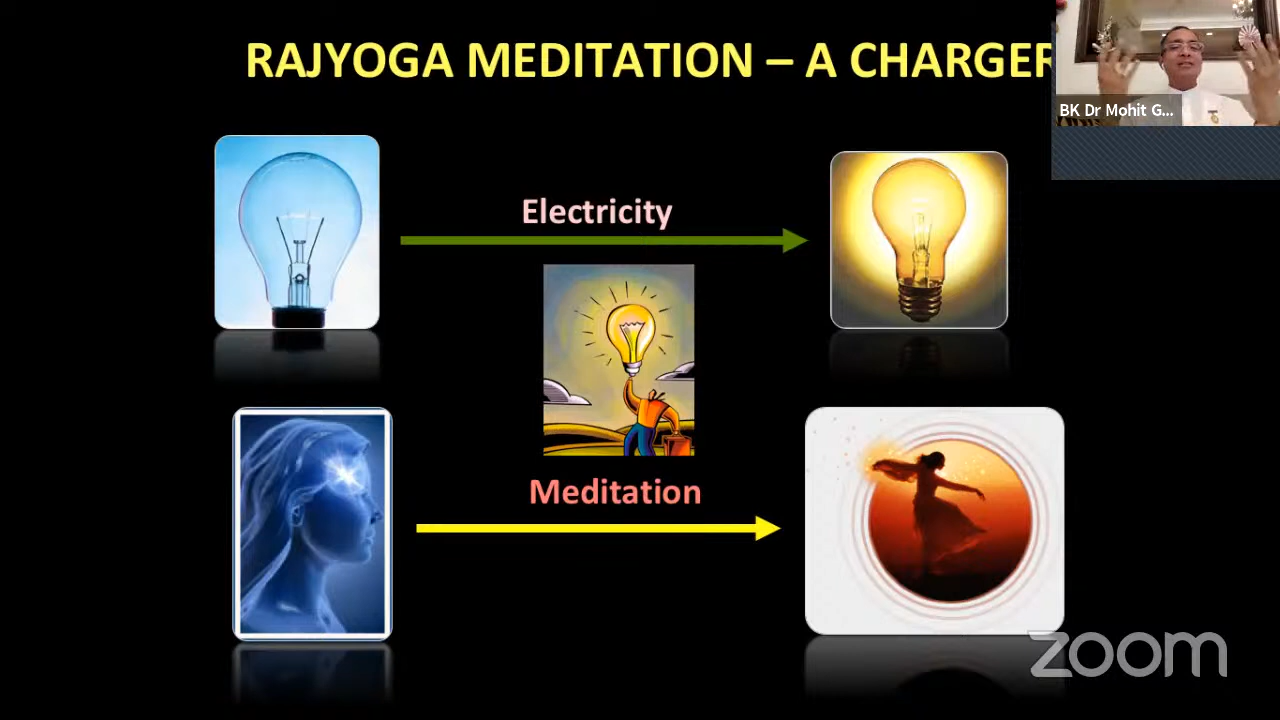 RAJYOGA MEDITATION – A CHARGER
BK Dr Mohit G...
Electricity
Meditation
zoom